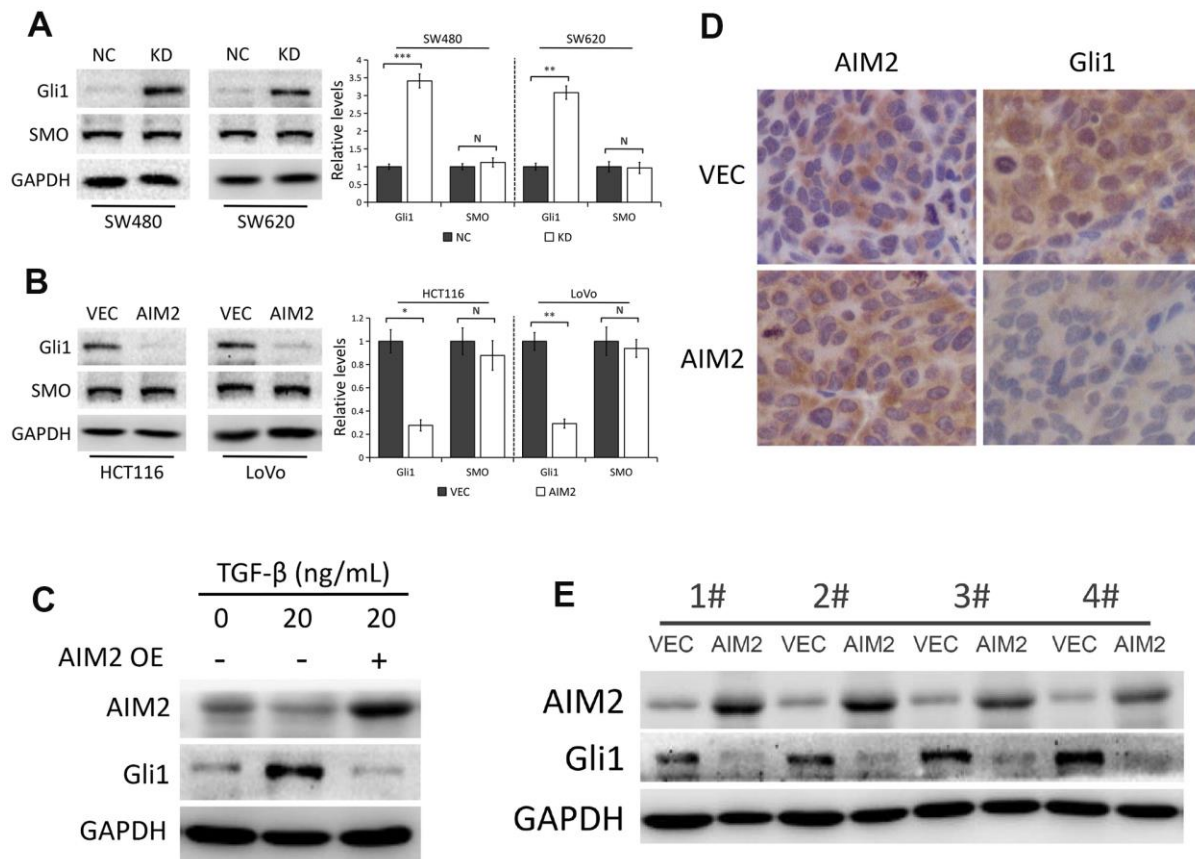 A
NC KD NC KD
Gli1
SMO
GAPDH
SW480 SW620
SW480 SW620
*** N ** N
Relative levels
4
3.5
3
2.5
2
1.5
1
0.5
0
Gli1 SMO Gli1 SMO
NC KD
B
VEC AIM2 VEC AIM2
Gli1
SMO
GAPDH
HCT116 LoVo
HCT116 LoVo
* N ** N
Relative levels
1.2
1
0.8
0.6
0.4
0.2
0
Gli1 SMO Gli1 SMO
VEC AIM2
D
AIM2 Gli1
VEC
AIM2
C
TGF-β (ng/mL)
0 20 20
AIM2 OE - - +
AIM2
Gli1
GAPDH
E
1# 2# 3# 4#
VEC AIM2 VEC AIM2 VEC AIM2 VEC AIM2
AIM2
Gli1
GAPDH